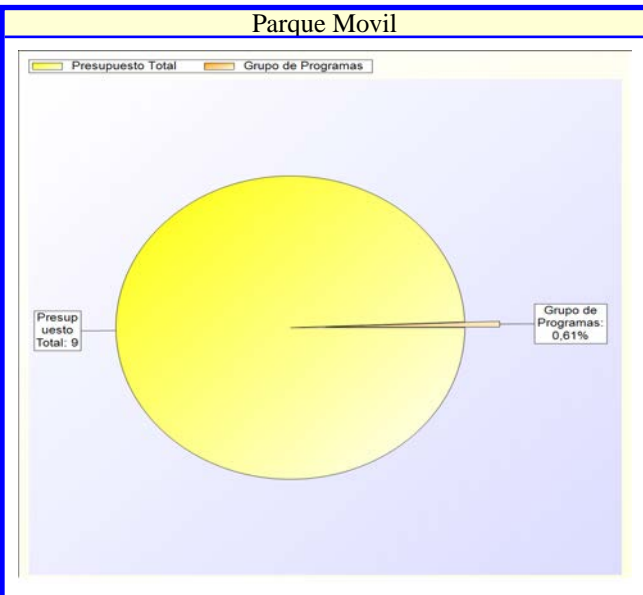 Parque Movil
Presupuesto Total
Grupo de Programas
Presup
uesto
Total: 9
Grupo de
Programas:
0,61%